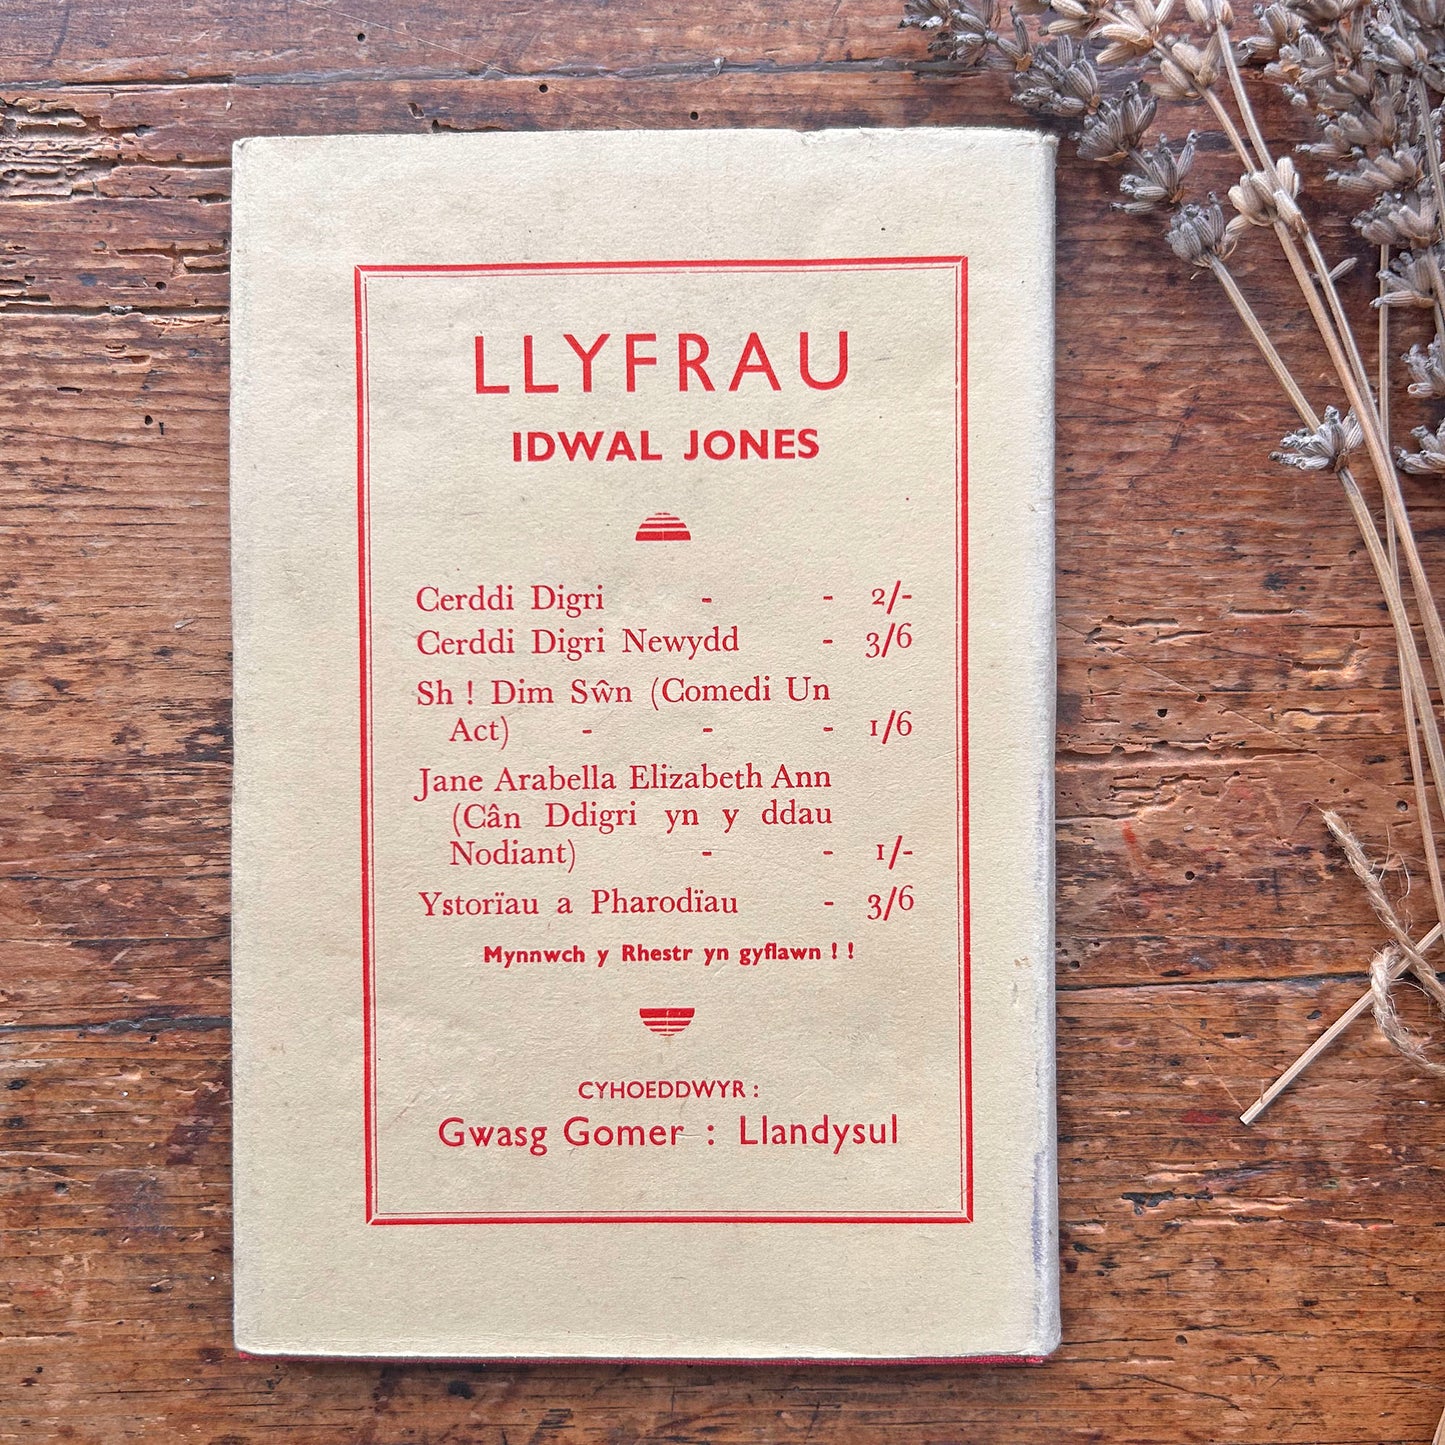 LLYFRAU
IDWAL JONES
Cerddi Digri - - 2/-
Cerddi Digri Newydd - 3/6
Sh ! Dim Sŵn (Comedi Un
Act) - - - 1/6
Jane Arabella Elizabeth Ann
(Cân Ddigri yn y ddau
Nodiant) - - 1/-
Ystorïau a Pharodïau - 3/6
Mynnwch y Rhestr yn gyflawn ! !
CYHOEDDWYR :
Gwasg Gomer : Llandysul